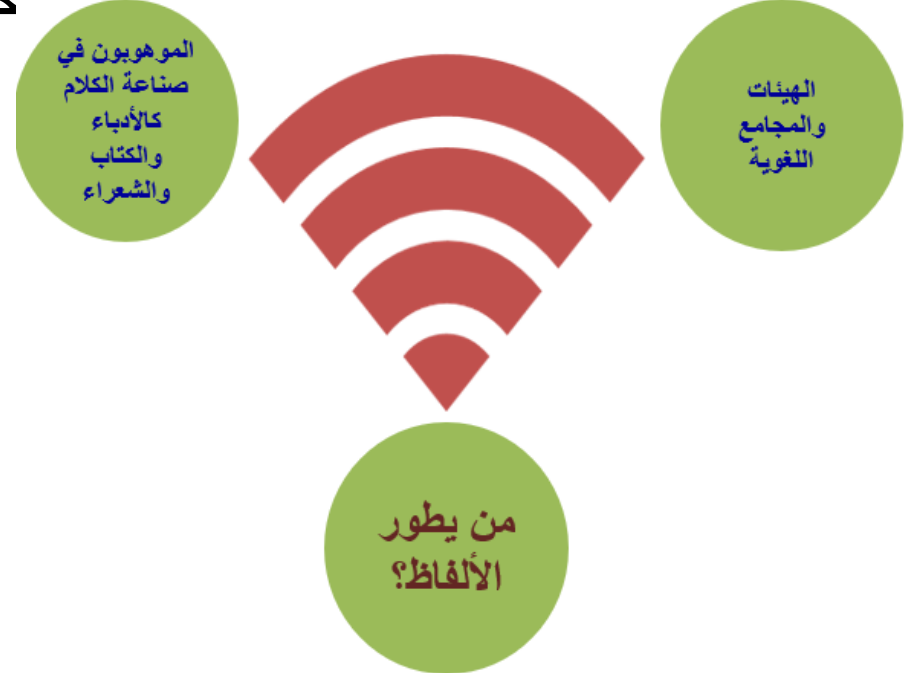 الهيئات
والمجامع
اللغوية
الموهوبون في
صناعة الكلام
كالأدباء
والكتاب
والشعراء
من يطور
الألفاظ؟